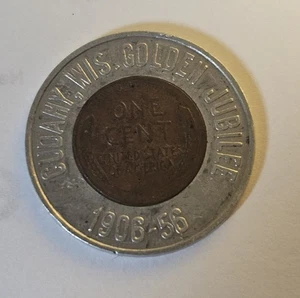 CUDAHY, WIS. GOLDEN JUBILEE
1906-56
ONE
CENT
UNITED STATES
OF AMERICA